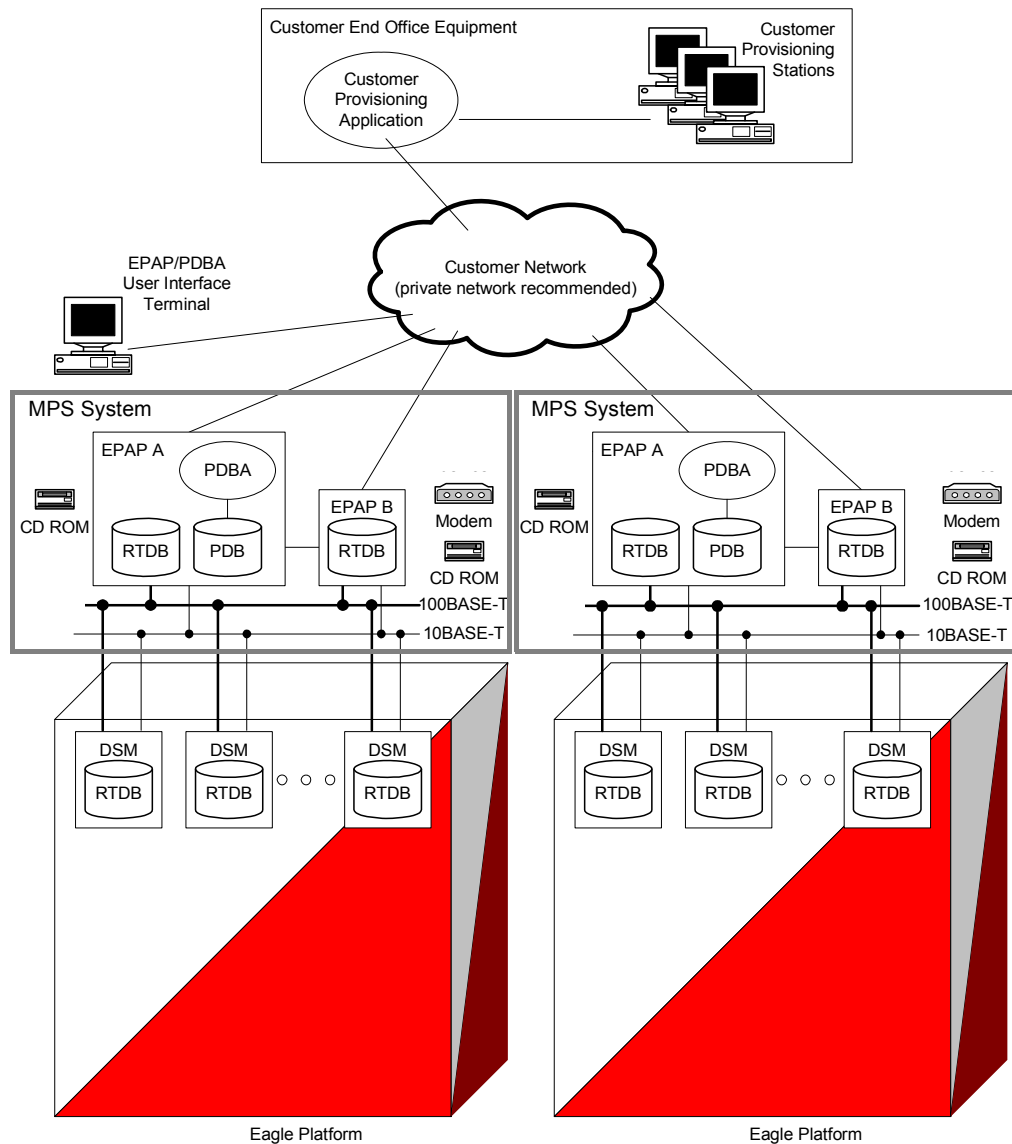 Customer End Office Equipment
Customer
Provisioning
Stations
Customer
Provisioning
Application
Customer Network
(private network recommended)
EPAP/PDBA
User Interface
Terminal
MPS System
EPAP A
PDBA
CD ROM
RTDB
PDB
EPAP B
RTDB
Modem
CD ROM
100BASE-T
10BASE-T
DSM
RTDB
DSM
RTDB
DSM
RTDB
Eagle Platform
MPS System
EPAP A
PDBA
CD ROM
RTDB
PDB
EPAP B
RTDB
Modem
CD ROM
100BASE-T
10BASE-T
DSM
RTDB
DSM
RTDB
DSM
RTDB
Eagle Platform